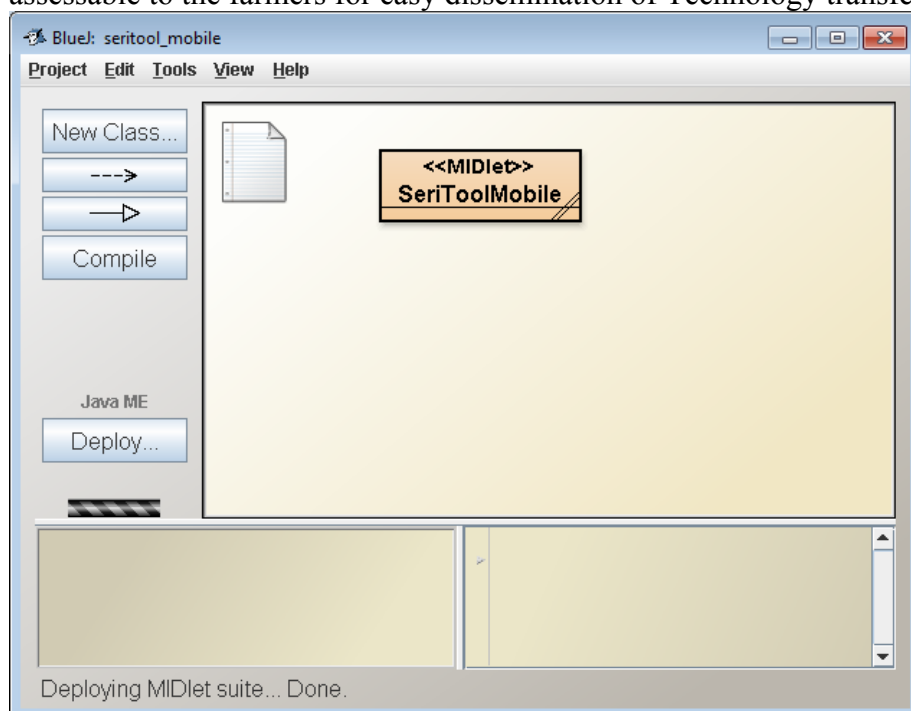 assessable to the farmers for easy dissemination of Technology transfe
BlueJ: seritool_mobile
Project Edit Tools View Help
New Class...
<<MIDlet>>
SeriToolMobile
Compile
Java ME
Deploy...
Deploying MIDlet suite... Done.